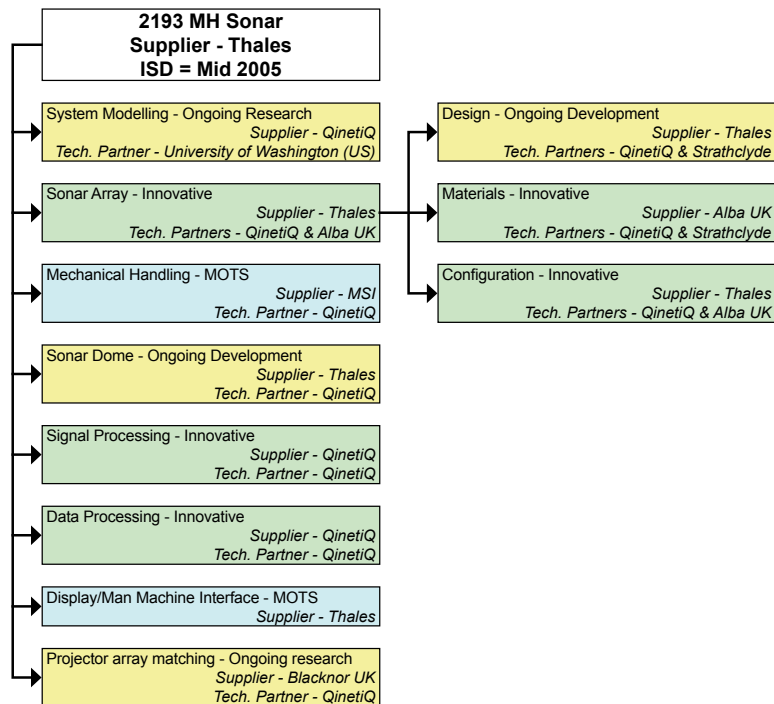 2193 MH Sonar
Supplier - Thales
ISD = Mid 2005
System Modelling - Ongoing Research
Supplier - QinetiQ
Tech. Partner - University of Washington (US)
Sonar Array - Innovative
Supplier - Thales
Tech. Partners - QinetiQ & Alba UK
Mechanical Handling - MOTS
Supplier - MSI
Tech. Partner - QinetiQ
Sonar Dome - Ongoing Development
Supplier - Thales
Tech. Partner - QinetiQ
Signal Processing - Innovative
Supplier - QinetiQ
Tech. Partner - QinetiQ
Data Processing - Innovative
Supplier - QinetiQ
Tech. Partner - QinetiQ
Display/Man Machine Interface - MOTS
Supplier - Thales
Projector array matching - Ongoing research
Supplier - Blacknor UK
Tech. Partner - QinetiQ
Design - Ongoing Development
Supplier - Thales
Tech. Partners - QinetiQ & Strathclyde
Materials - Innovative
Supplier - Alba UK
Tech. Partners - QinetiQ & Strathclyde
Configuration - Innovative
Supplier - Thales
Tech. Partners - QinetiQ & Alba UK